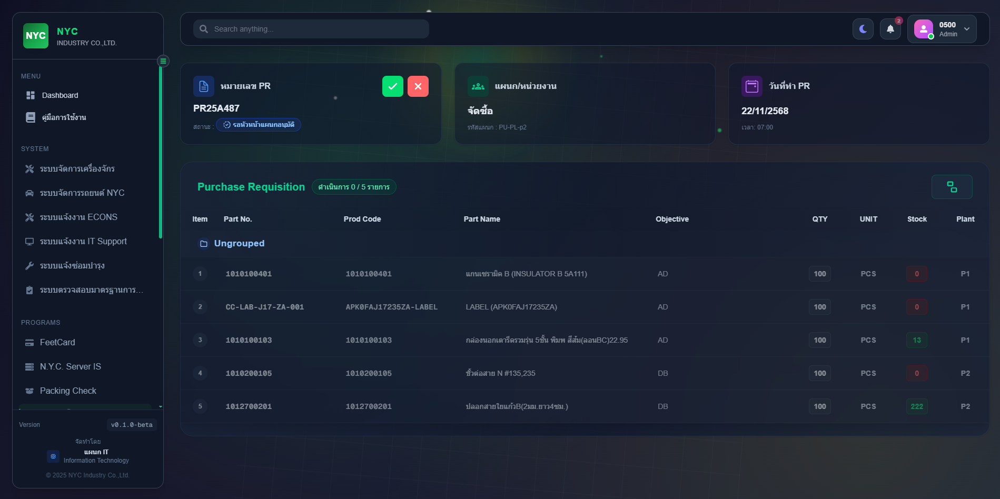 NYC
NYC
INDUSTRY CO.,LTD.
MENU
Dashboard
คู่มือการใช้งาน
SYSTEM
ระบบจัดการเครื่องจักร
ระบบจัดการรถยนต์ NYC
ระบบแจ้งงาน ECONS
ระบบแจ้งงาน IT Support
ระบบแจ้งซ่อมบำรุง
ระบบตรวจสอบมาตรฐานการ...
PROGRAMS
FeetCard
N.Y.C. Server IS
Packing Check
Version v0.1.0-beta
จัดทำโดย
แผนก IT
Information Technology
© 2025 NYC Industry Co.,Ltd.
Search anything...
2
0500
Admin
หมายเลข PR
PR25A487
สถานะ : รอหัวหน้าแผนกอนุมัติ
แผนก/หน่วยงาน
จัดซื้อ
รหัสแผนก : PU-PL-p2
วันที่ทำ PR
22/11/2568
เวลา: 07:00
Purchase Requisition ดำเนินการ 0 / 5 รายการ
Item Part No. Prod Code Part Name Objective QTY UNIT Stock Plant
Ungrouped
1 1010100401 1010100401 แกนเซรามิค B (INSULATOR B 5A111) AD 100 PCS 0 P1
2 CC-LAB-J17-ZA-001 APK0FAJ17235ZA-LABEL LABEL (APK0FAJ17235ZA) AD 100 PCS 0 P1
3 1010100103 1010100103 กล่องนอกเตารีดรวมรุ่น 5ชั้น พิมพ์ สีส้ม(ลอนBC)22.95 AD 100 PCS 13 P1
4 1010200105 1010200105 ขั้วต่อสาย N #135,235 DB 100 PCS 0 P2
5 1012700201 1012700201 ปลอกสายใยแก้วB(2มม.ยาว4ซม.) DB 100 PCS 222 P2